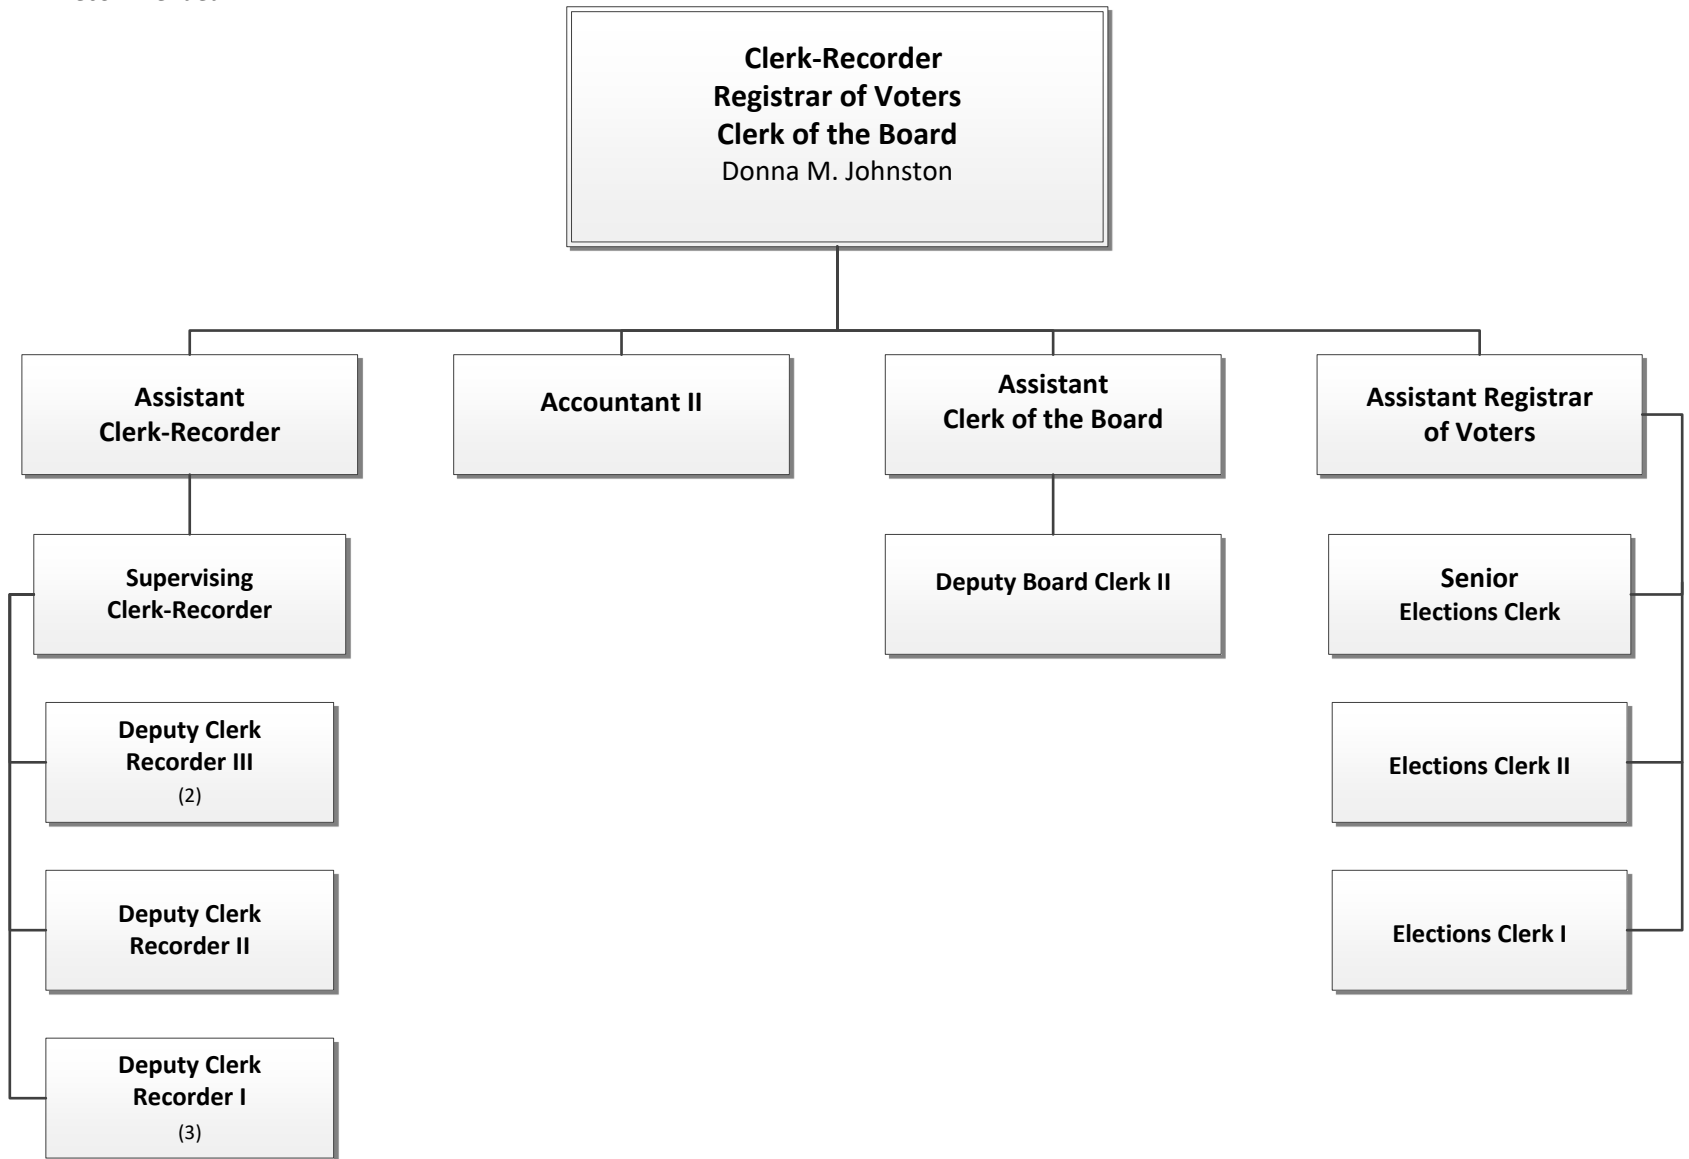 Clerk-Recorder
Registrar of Voters
Clerk of the Board
Donna M. Johnston
Assistant
Clerk-Recorder
Accountant II
Assistant
Clerk of the Board
Assistant Registrar
of Voters
Supervising
Clerk-Recorder
Deputy Board Clerk II
Senior
Elections Clerk
Deputy Clerk
Recorder III
(2)
Elections Clerk II
Deputy Clerk
Recorder II
Elections Clerk I
Deputy Clerk
Recorder I
(3)